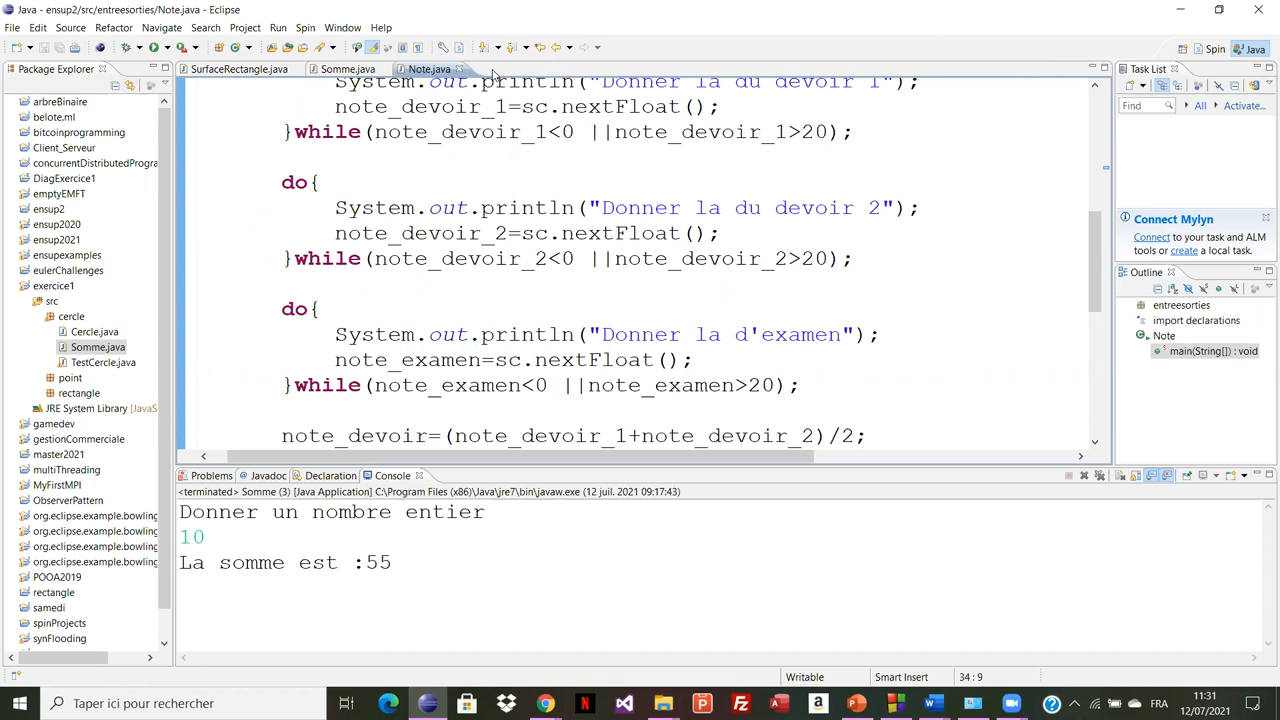 Java - ensup2/src/entreesorties/Note.java - Eclipse
File Edit Source Refactor Navigate Search Project Run Spin Window Help
Spin Java
Package Explorer
arbreBinaire
belote.ml
bitcoinprogramming
Client_Serveur
concurrentDistributedProgra
DiagExercice1
emptyEMFT
ensup2
ensup2020
ensup2021
ensupexamples
eulerChallenges
exercice1
src
cercle
Cercle.java
Somme.java
TestCercle.java
point
rectangle
JRE System Library [JavaS
gamedev
gestionCommerciale
master2021
multiThreading
MyFirstMPI
ObserverPattern
org.eclipse.example.bowling
org.eclipse.example.bowling
org.eclipse.example.bowling
org.eclipse.example.bowling
POOA2019
rectangle
samedi
spinProjects
synFlooding
SurfaceRectangle.java Somme.java Note.java
System.out.println("Donner la du devoir 1");
note_devoir_1=sc.nextFloat();
}while(note_devoir_1<0 ||note_devoir_1>20);
do{
System.out.println("Donner la du devoir 2");
note_devoir_2=sc.nextFloat();
}while(note_devoir_2<0 ||note_devoir_2>20);
do{
System.out.println("Donner la d'examen");
note_examen=sc.nextFloat();
}while(note_examen<0 ||note_examen>20);
note_devoir=(note_devoir_1+note_devoir_2)/2;
Task List
Find All Activate...
Connect Mylyn
Connect to your task and ALM
tools or create a local task.
Outline
entreesorties
import declarations
Note
main(String[]) : void
Problems Javadoc Declaration Console
<terminated> Somme (3) [Java Application] C:\Program Files (x86)\Java\jre7\bin\javaw.exe (12 juil. 2021 09:17:43)
Donner un nombre entier
10
La somme est :55
Writable Smart Insert 34 : 9
Taper ici pour rechercher
FRA
11:31
12/07/2021